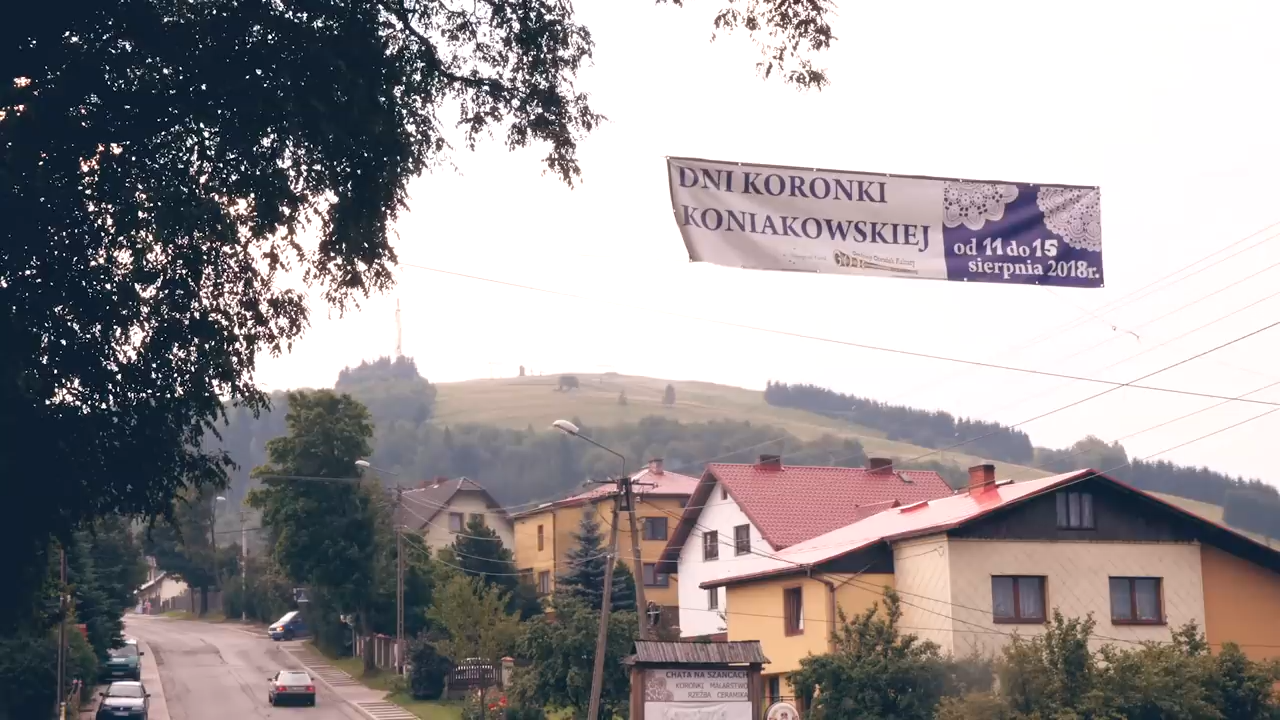 DNI KORONKI
KONIAKOWSKIEJ
od 11 do 15
sierpnia 2018r.
CHATA NA SZAŃCACH
KORONKI MALARSTWO
RZEŹBA CERAMIKA